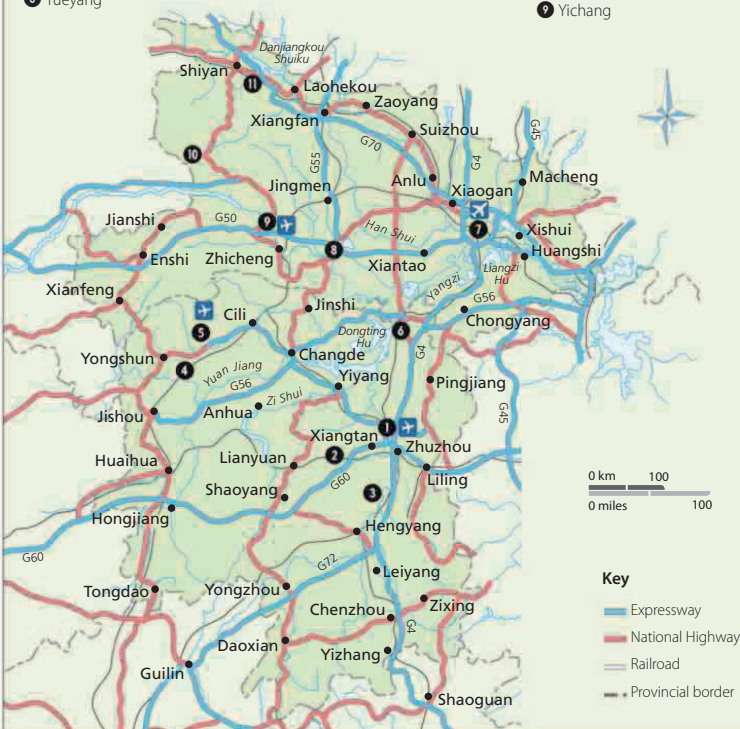 6 Yueyang
9 Yichang
Danjiangkou
Shuiku
Shiyan
11
Laohekou
Zaoyang
Xiangfan
Suizhou
G70
G4
G45
G55
10
Anlu
Macheng
Jingmen
Xiaogan
Jianshi
G50
9
Han Shui
7
Xishui
8
Enshi
Zhicheng
Xiantao
Huangshi
Liangzi
Hu
Yangzi
Xianfeng
G56
Jinshi
5
Cili
Chongyang
6
Dongting
Hu
Yongshun
Changde
4
Yuan Jiang
G4
G56
Yiyang
Pingjiang
Zi Shui
Jishou
Anhua
G45
1
Xiangtan
Zhuzhou
Huaihua
Lianyuan
2
Liling
0 km 100
Shaoyang
G60
3
0 miles 100
Hongjiang
Hengyang
G60
G72
Leiyang
Key
Tongdao
Yongzhou
Chenzhou
Zixing
Expressway
G4
National Highway
Daoxian
Yizhang
Railroad
Guilin
Provincial border
Shaoguan